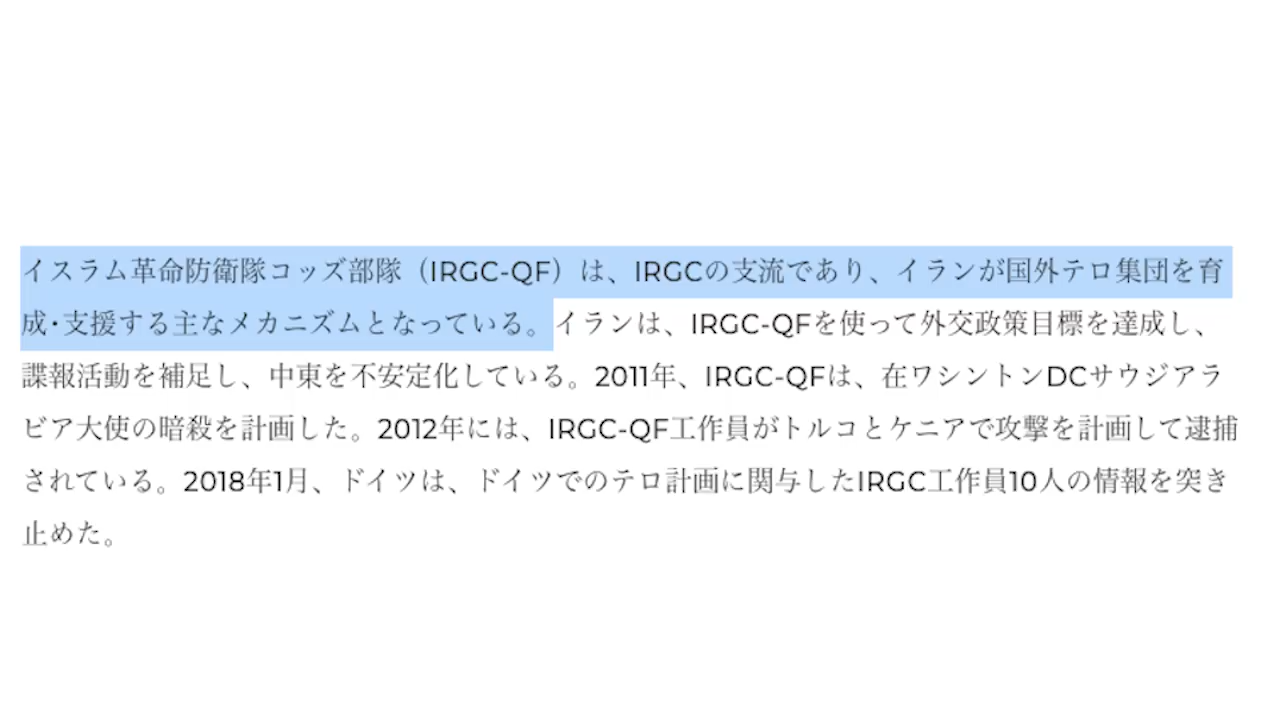 イスラム革命防衛隊コッズ部隊（IRGC-QF）は、IRGCの支流であり、イランが国外テロ集団を育
成･支援する主なメカニズムとなっている。イランは、IRGC-QFを使って外交政策目標を達成し、
諜報活動を補足し、中東を不安定化している。2011年、IRGC-QFは、在ワシントンDCサウジアラ
ビア大使の暗殺を計画した。2012年には、IRGC-QF工作員がトルコとケニアで攻撃を計画して逮捕
されている。2018年1月、ドイツは、ドイツでのテロ計画に関与したIRGC工作員10人の情報を突き
止めた。